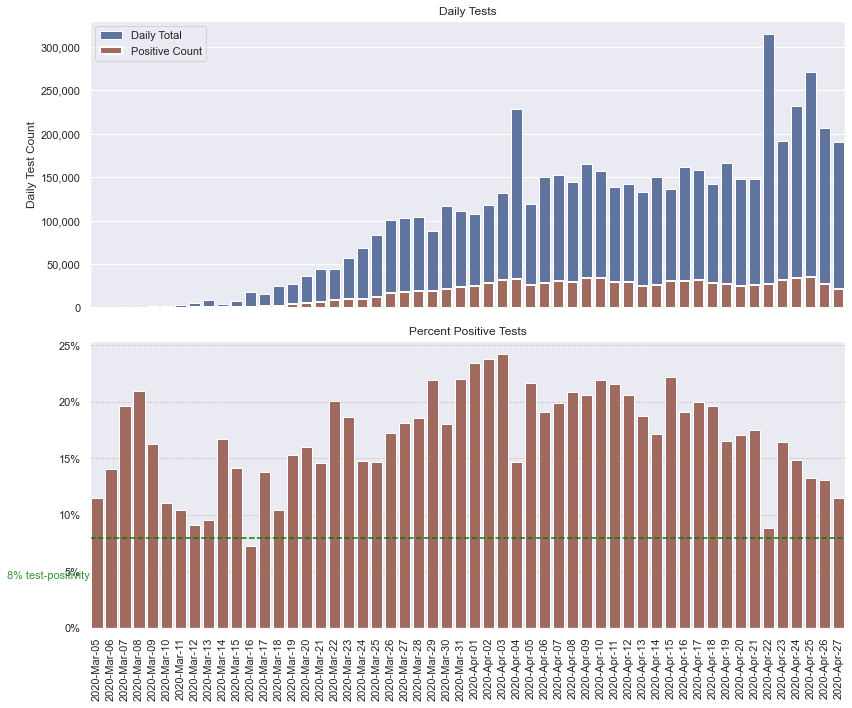 Daily Tests
Daily Total
Positive Count
300,000
250,000
200,000
150,000
100,000
50,000
0
Daily Test Count
Percent Positive Tests
25%
20%
15%
10%
5%
8% test-positivity
0%
2020-Mar-05
2020-Mar-06
2020-Mar-07
2020-Mar-08
2020-Mar-09
2020-Mar-10
2020-Mar-11
2020-Mar-12
2020-Mar-13
2020-Mar-14
2020-Mar-15
2020-Mar-16
2020-Mar-17
2020-Mar-18
2020-Mar-19
2020-Mar-20
2020-Mar-21
2020-Mar-22
2020-Mar-23
2020-Mar-24
2020-Mar-25
2020-Mar-26
2020-Mar-27
2020-Mar-28
2020-Mar-29
2020-Mar-30
2020-Mar-31
2020-Apr-01
2020-Apr-02
2020-Apr-03
2020-Apr-04
2020-Apr-05
2020-Apr-06
2020-Apr-07
2020-Apr-08
2020-Apr-09
2020-Apr-10
2020-Apr-11
2020-Apr-12
2020-Apr-13
2020-Apr-14
2020-Apr-15
2020-Apr-16
2020-Apr-17
2020-Apr-18
2020-Apr-19
2020-Apr-20
2020-Apr-21
2020-Apr-22
2020-Apr-23
2020-Apr-24
2020-Apr-25
2020-Apr-26
2020-Apr-27